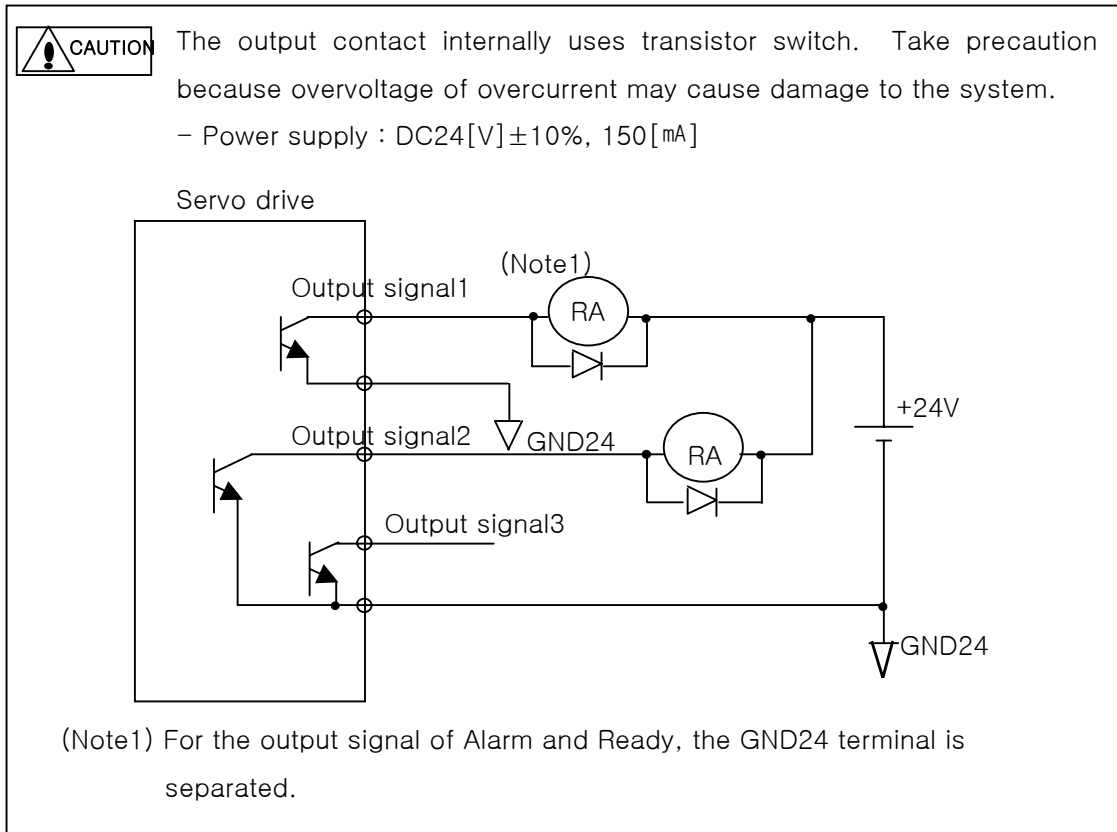 CAUTION
The output contact internally uses transistor switch. Take precaution
because overvoltage of overcurrent may cause damage to the system.
- Power supply : DC24[V]±10%, 150[㎃]
Servo drive
(Note1)
Output signal1
RA
+24V
Output signal2
GND24
RA
Output signal3
GND24
(Note1) For the output signal of Alarm and Ready, the GND24 terminal is
separated.